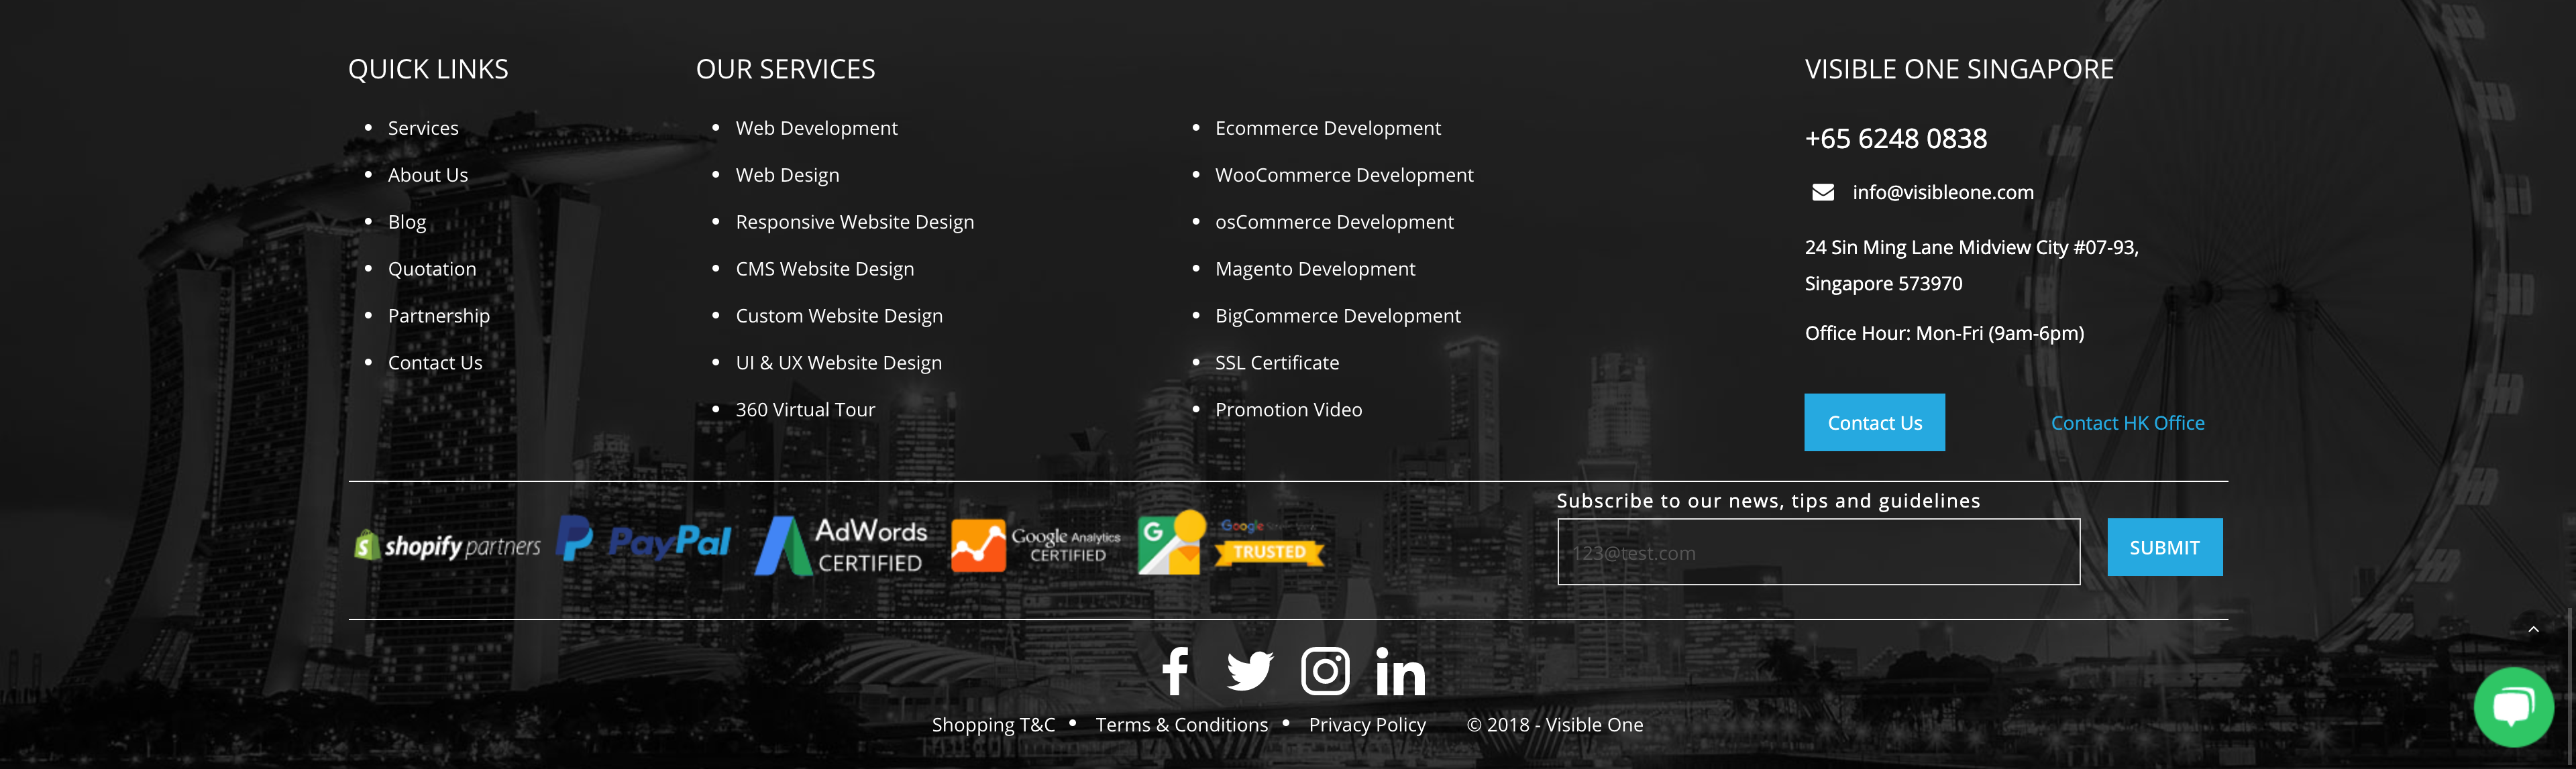 QUICK LINKS
Services
About Us
Blog
Quotation
Partnership
Contact Us
OUR SERVICES
Web Development
Web Design
Responsive Website Design
CMS Website Design
Custom Website Design
UI & UX Website Design
360 Virtual Tour
Ecommerce Development
WooCommerce Development
osCommerce Development
Magento Development
BigCommerce Development
SSL Certificate
Promotion Video
VISIBLE ONE SINGAPORE
+65 6248 0838
info@visibleone.com
24 Sin Ming Lane Midview City #07-93,
Singapore 573970
Office Hour: Mon-Fri (9am-6pm)
Contact Us
Contact HK Office
shopify partners
PayPal
AdWords
CERTIFIED
Google Analytics
CERTIFIED
G
Google
TRUSTED
Subscribe to our news, tips and guidelines
123@test.com
SUBMIT
Shopping T&C • Terms & Conditions • Privacy Policy © 2018 - Visible One